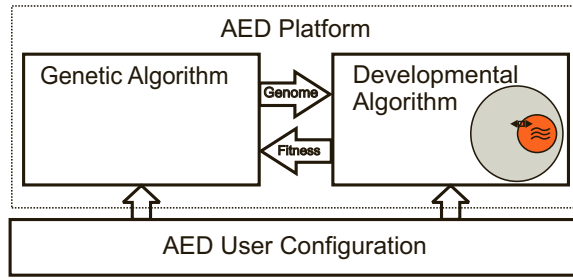 AED Platform
Genetic Algorithm
Genome
Fitness
Developmental
Algorithm
AED User Configuration